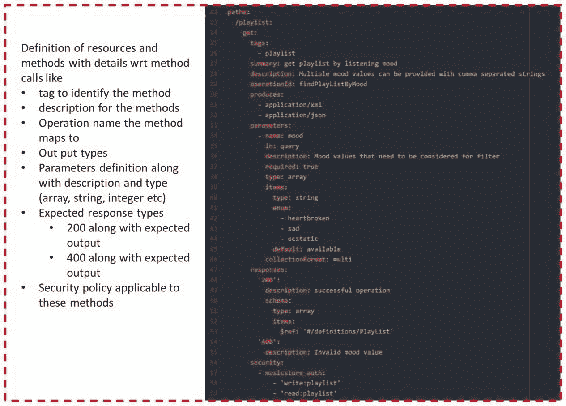 Definition of resources and
methods with details wrt method
calls like
• tag to identify the method
• description for the methods
• Operation name the method
maps to
• Out put types
• Parameters definition along
with description and type
(array, string, integer etc)
• Expected response types
• 200 along with expected
output
• 400 along with expected
output
• Security policy applicable to
these methods
paths:
/playlist:
get:
tags:
- playlist
summary: get playlist by listening mood
description: Multiple mood values can be provided with comma separated strings
operationId: findPlayListByMood
produces:
- application/xml
- application/json
parameters:
- name: mood
in: query
description: Mood values that need to be considered for filter
required: true
type: array
items:
type: string
enum:
- heartbroken
- sad
- ecstatic
default: available
collectionFormat: multi
responses:
'200':
description: successful operation
schema:
type: array
items:
$ref: '#/definitions/PlayList'
'400':
description: Invalid mood value
security:
- musicstore_auth:
- 'write:playlist'
- 'read:playlist'